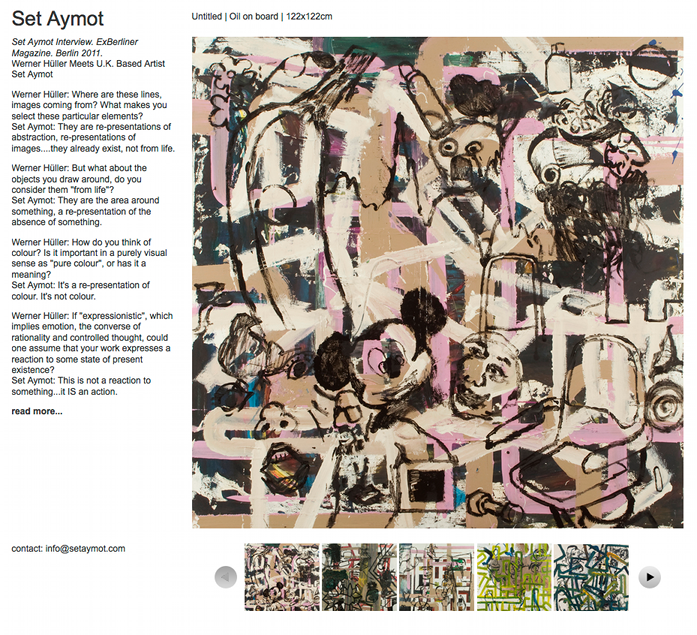 Set Aymot
Untitled | Oil on board | 122x122cm
Set Aymot Interview. ExBerliner
Magazine. Berlin 2011.
Werner Hüller Meets U.K. Based Artist
Set Aymot
Werner Hüller: Where are these lines,
images coming from? What makes you
select these particular elements?
Set Aymot: They are re-presentations of
abstraction, re-presentations of
images....they already exist, not from life.
Werner Hüller: But what about the
objects you draw around, do you
consider them "from life"?
Set Aymot: They are the area around
something, a re-presentation of the
absence of something.
Werner Hüller: How do you think of
colour? Is it important in a purely visual
sense as "pure colour", or has it a
meaning?
Set Aymot: It's a re-presentation of
colour. It's not colour.
Werner Hüller: If "expressionistic", which
implies emotion, the converse of
rationality and controlled thought, could
one assume that your work expresses a
reaction to some state of present
existence?
Set Aymot: This is not a reaction to
something...it IS an action.
read more...
contact: info@setaymot.com